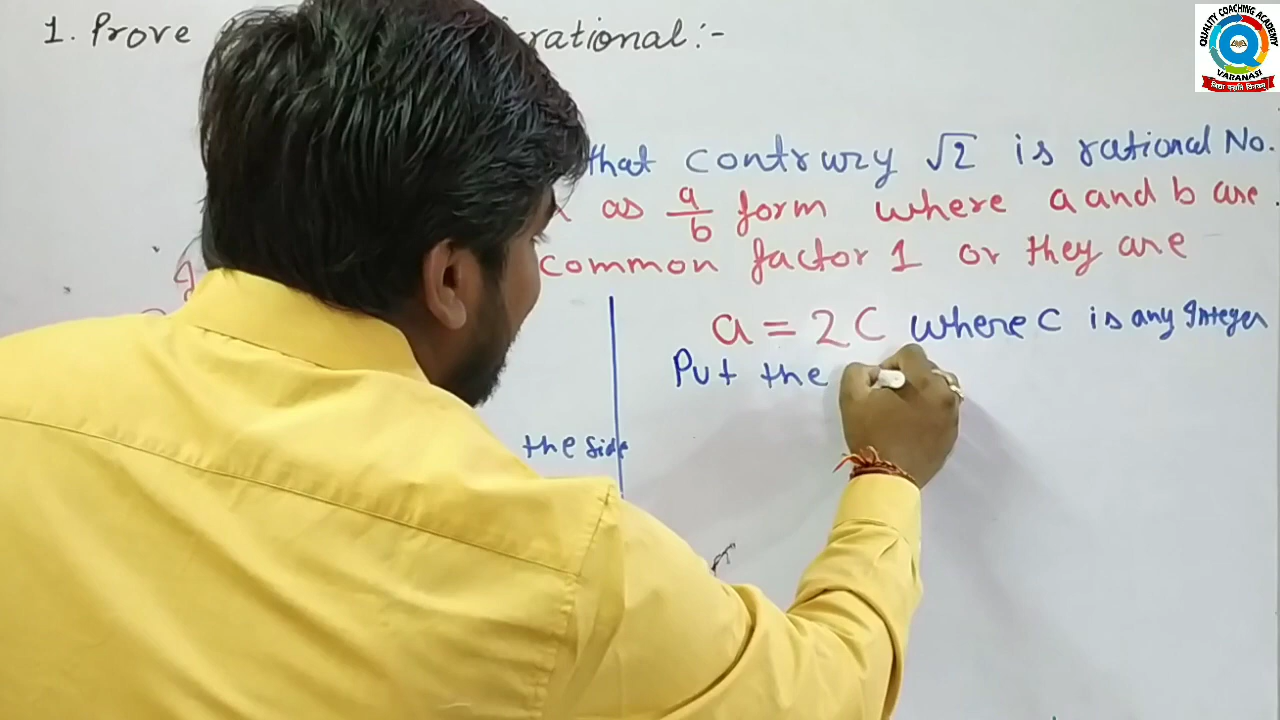 1. Prove rrational :-
that contrary √2 is rational No.
as a/b form where a and b are
common factor 1 or they are
a = 2C where C is any Integer
Put the
the side
QUALITY COACHING ACADEMY
VARANASI